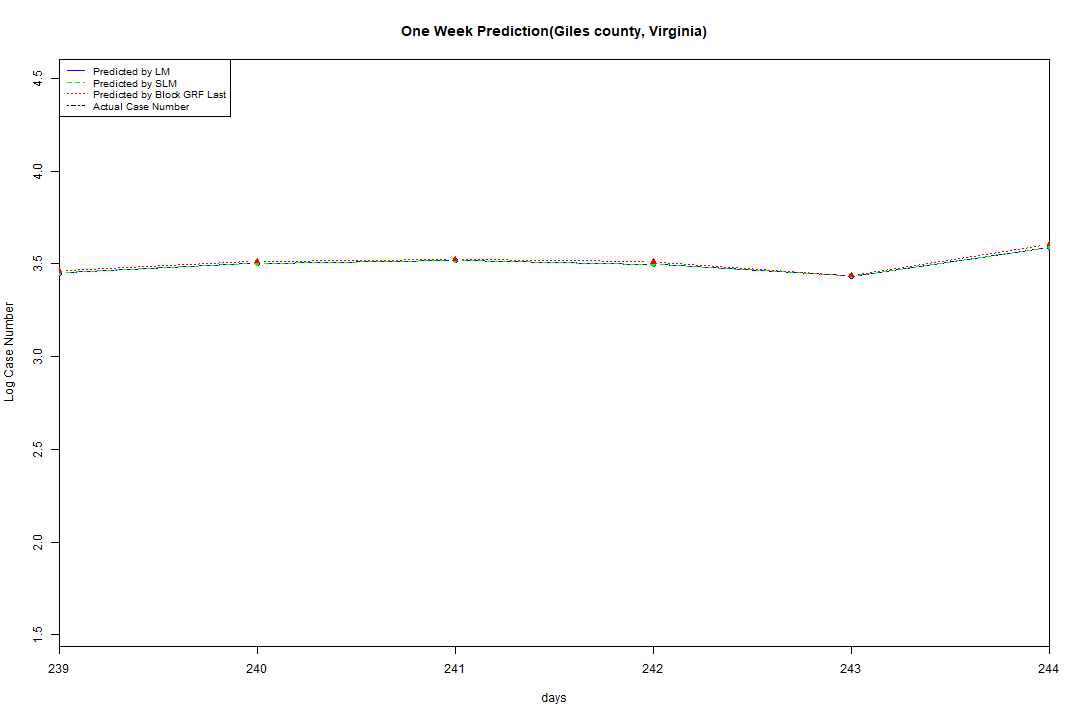 One Week Prediction(Giles county, Virginia)
Predicted by LM
Predicted by SLM
Predicted by Block GRF Last
Actual Case Number
4.5
4.0
3.5
3.0
2.5
2.0
1.5
Log Case Number
239 240 241 242 243 244
days